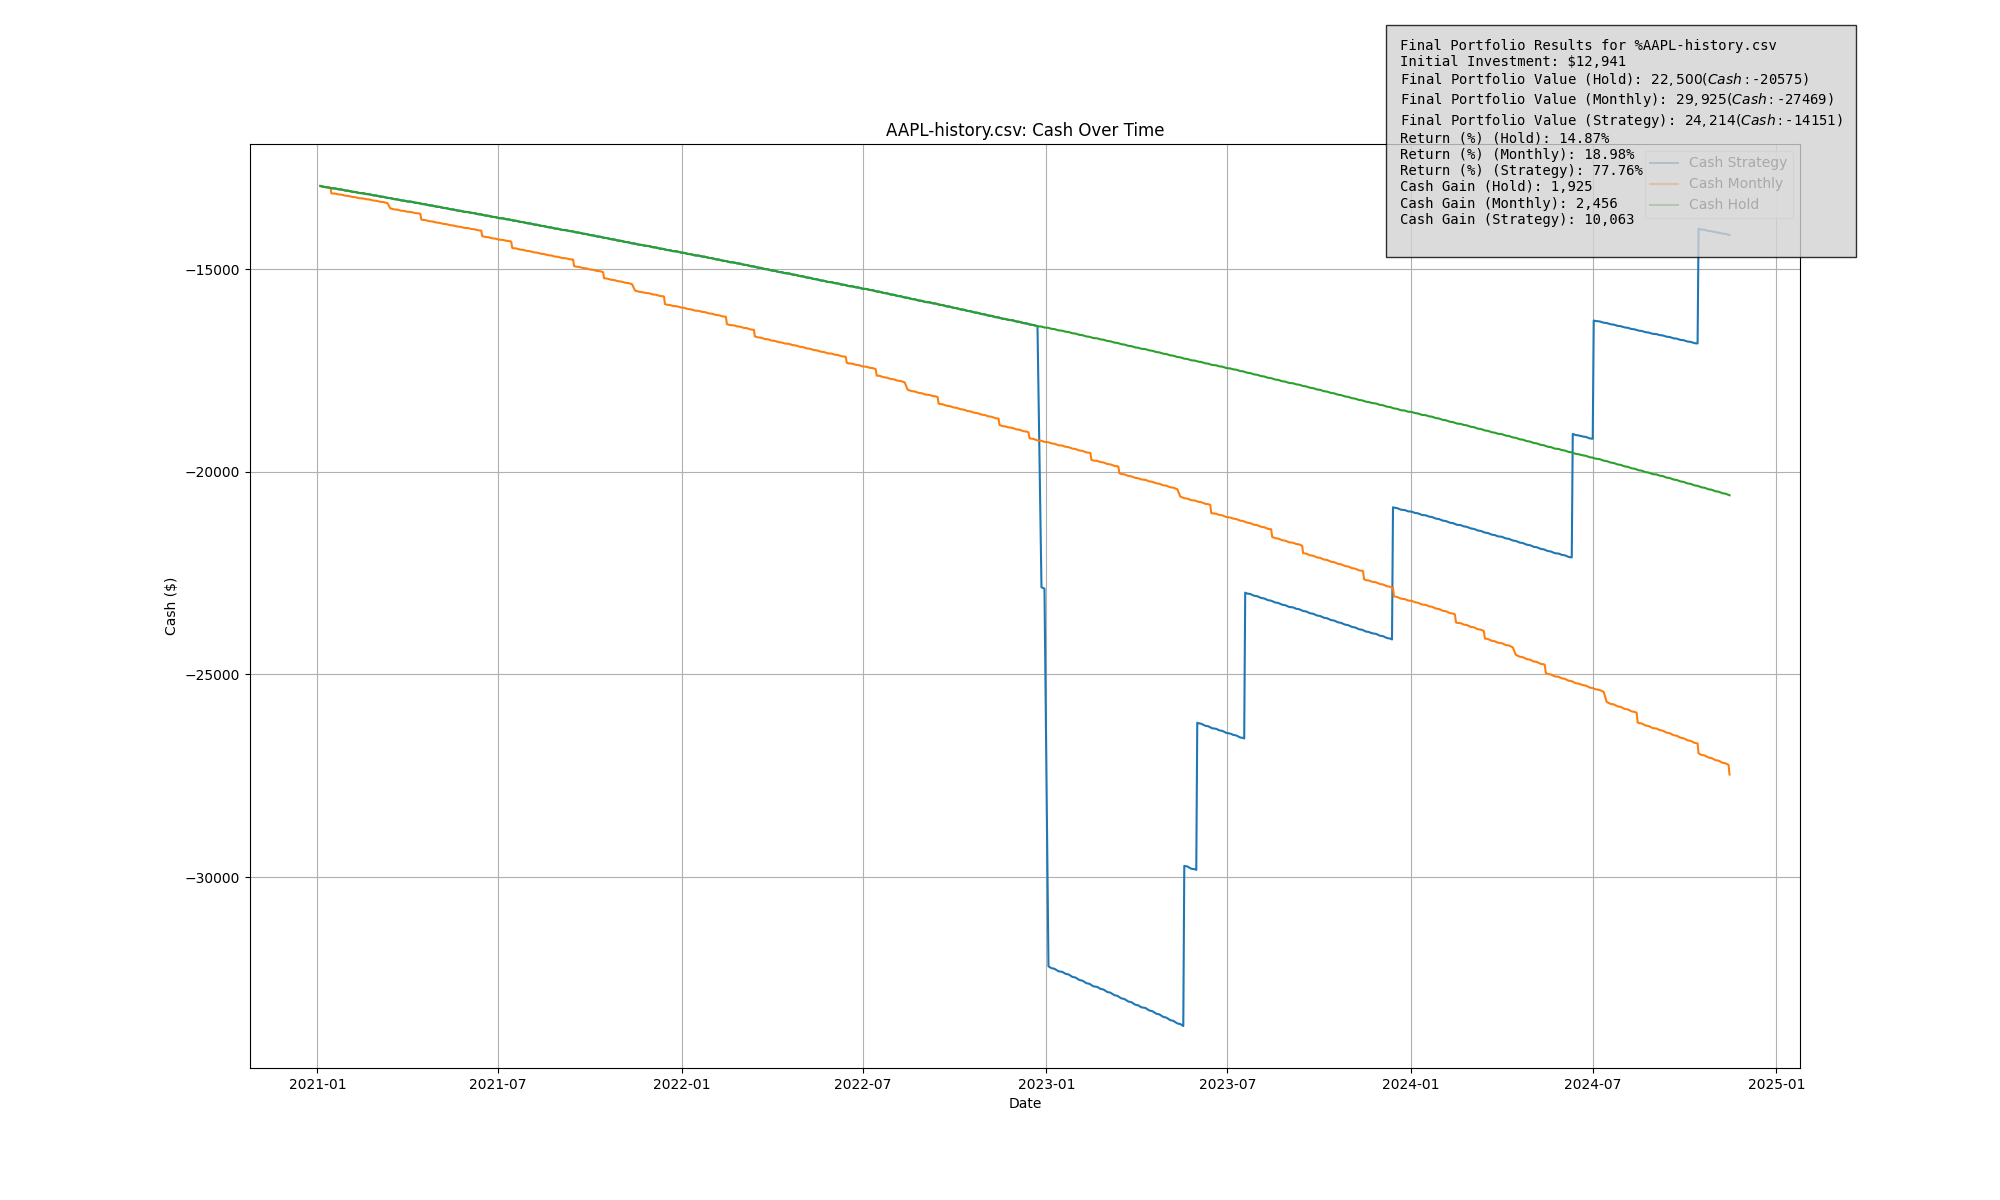 Final Portfolio Results for %AAPL-history.csv
Initial Investment: $12,941
Final Portfolio Value (Hold): 22,500(Cash:-20575)
Final Portfolio Value (Monthly): 29,925(Cash:-27469)
Final Portfolio Value (Strategy): 24,214(Cash:-14151)
Return (%) (Hold): 14.87%
Return (%) (Monthly): 18.98%
Return (%) (Strategy): 77.76%
Cash Gain (Hold): 1,925
Cash Gain (Monthly): 2,456
Cash Gain (Strategy): 10,063
AAPL-history.csv: Cash Over Time
Cash Strategy
Cash Monthly
Cash Hold
Cash ($)
−15000
−20000
−25000
−30000
2021-01 2021-07 2022-01 2022-07 2023-01 2023-07 2024-01 2024-07 2025-01
Date